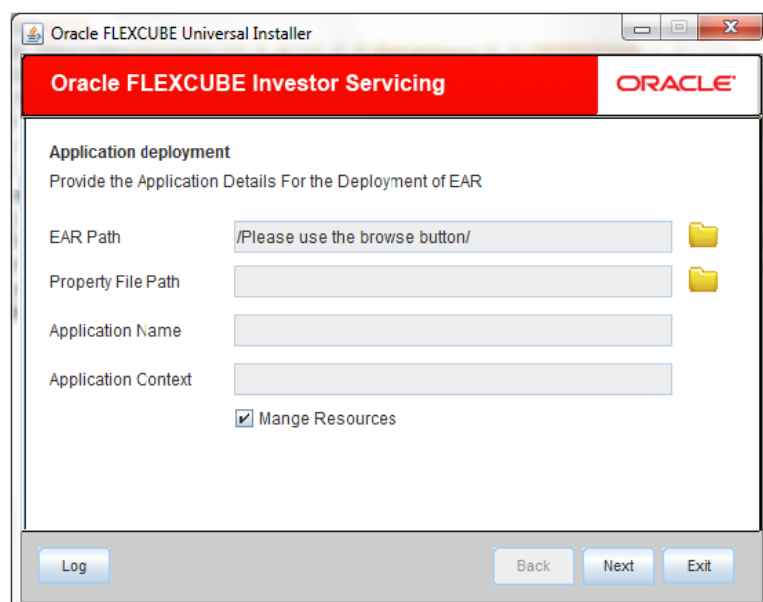 Oracle FLEXCUBE Universal Installer
Oracle FLEXCUBE Investor Servicing
ORACLE
Application deployment
Provide the Application Details For the Deployment of EAR
EAR Path
/Please use the browse button/
Property File Path
Application Name
Application Context
Mange Resources
Log
Back
Next
Exit